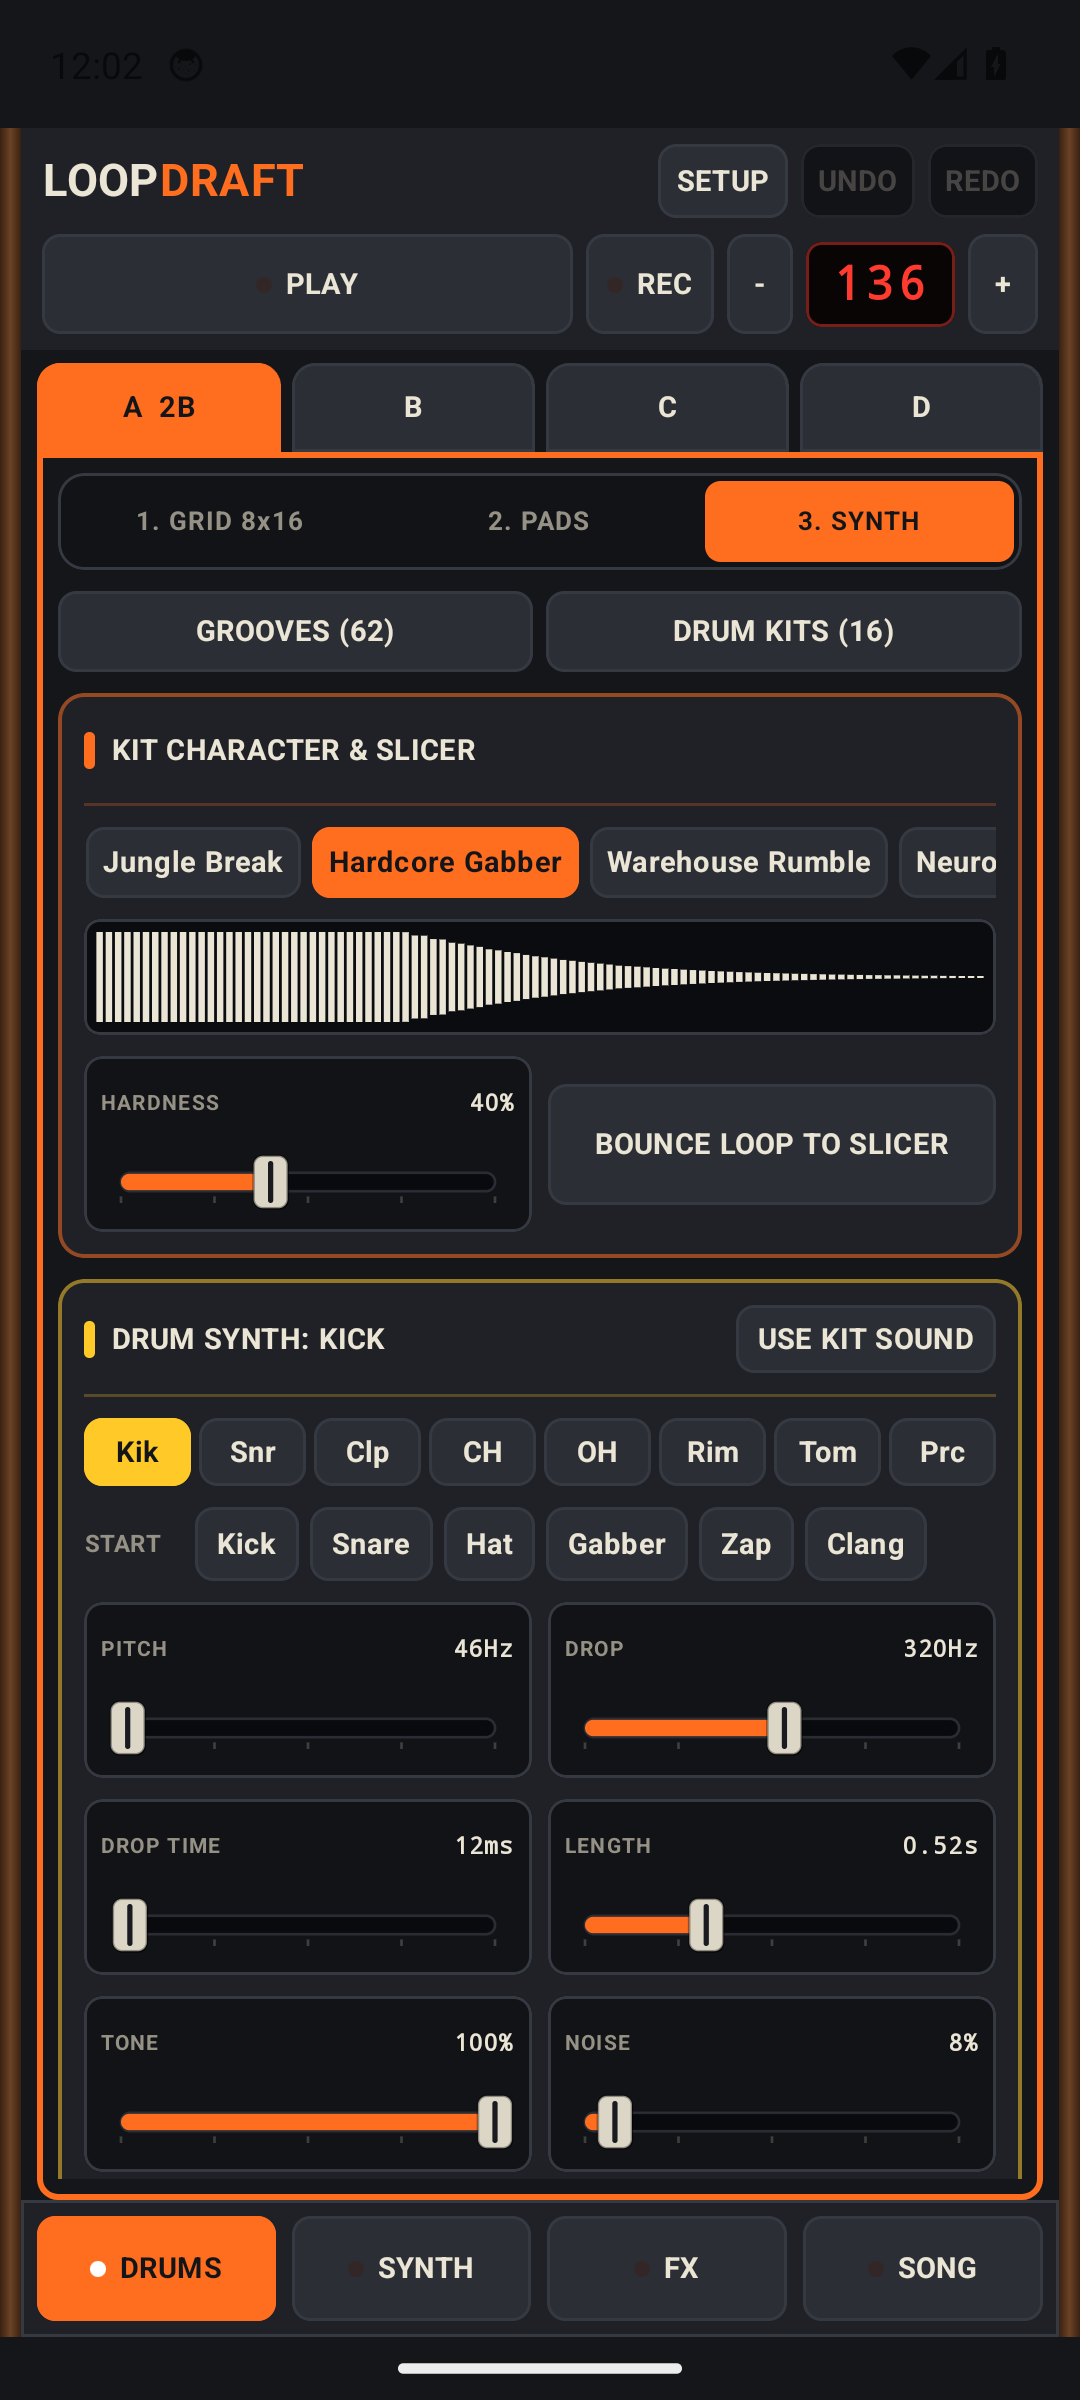 12:02
LOOPDRAFT SETUP UNDO REDO
PLAY REC - 136 +
A 2B B C D
1. GRID 8x16 2. PADS 3. SYNTH
GROOVES (62) DRUM KITS (16)
KIT CHARACTER & SLICER
Jungle Break Hardcore Gabber Warehouse Rumble Neuro
HARDNESS 40% BOUNCE LOOP TO SLICER
DRUM SYNTH: KICK USE KIT SOUND
Kik Snr Clp CH OH Rim Tom Prc
START Kick Snare Hat Gabber Zap Clang
PITCH 46Hz DROP 320Hz
DROP TIME 12ms LENGTH 0.52s
TONE 100% NOISE 8%
DRUMS SYNTH FX SONG